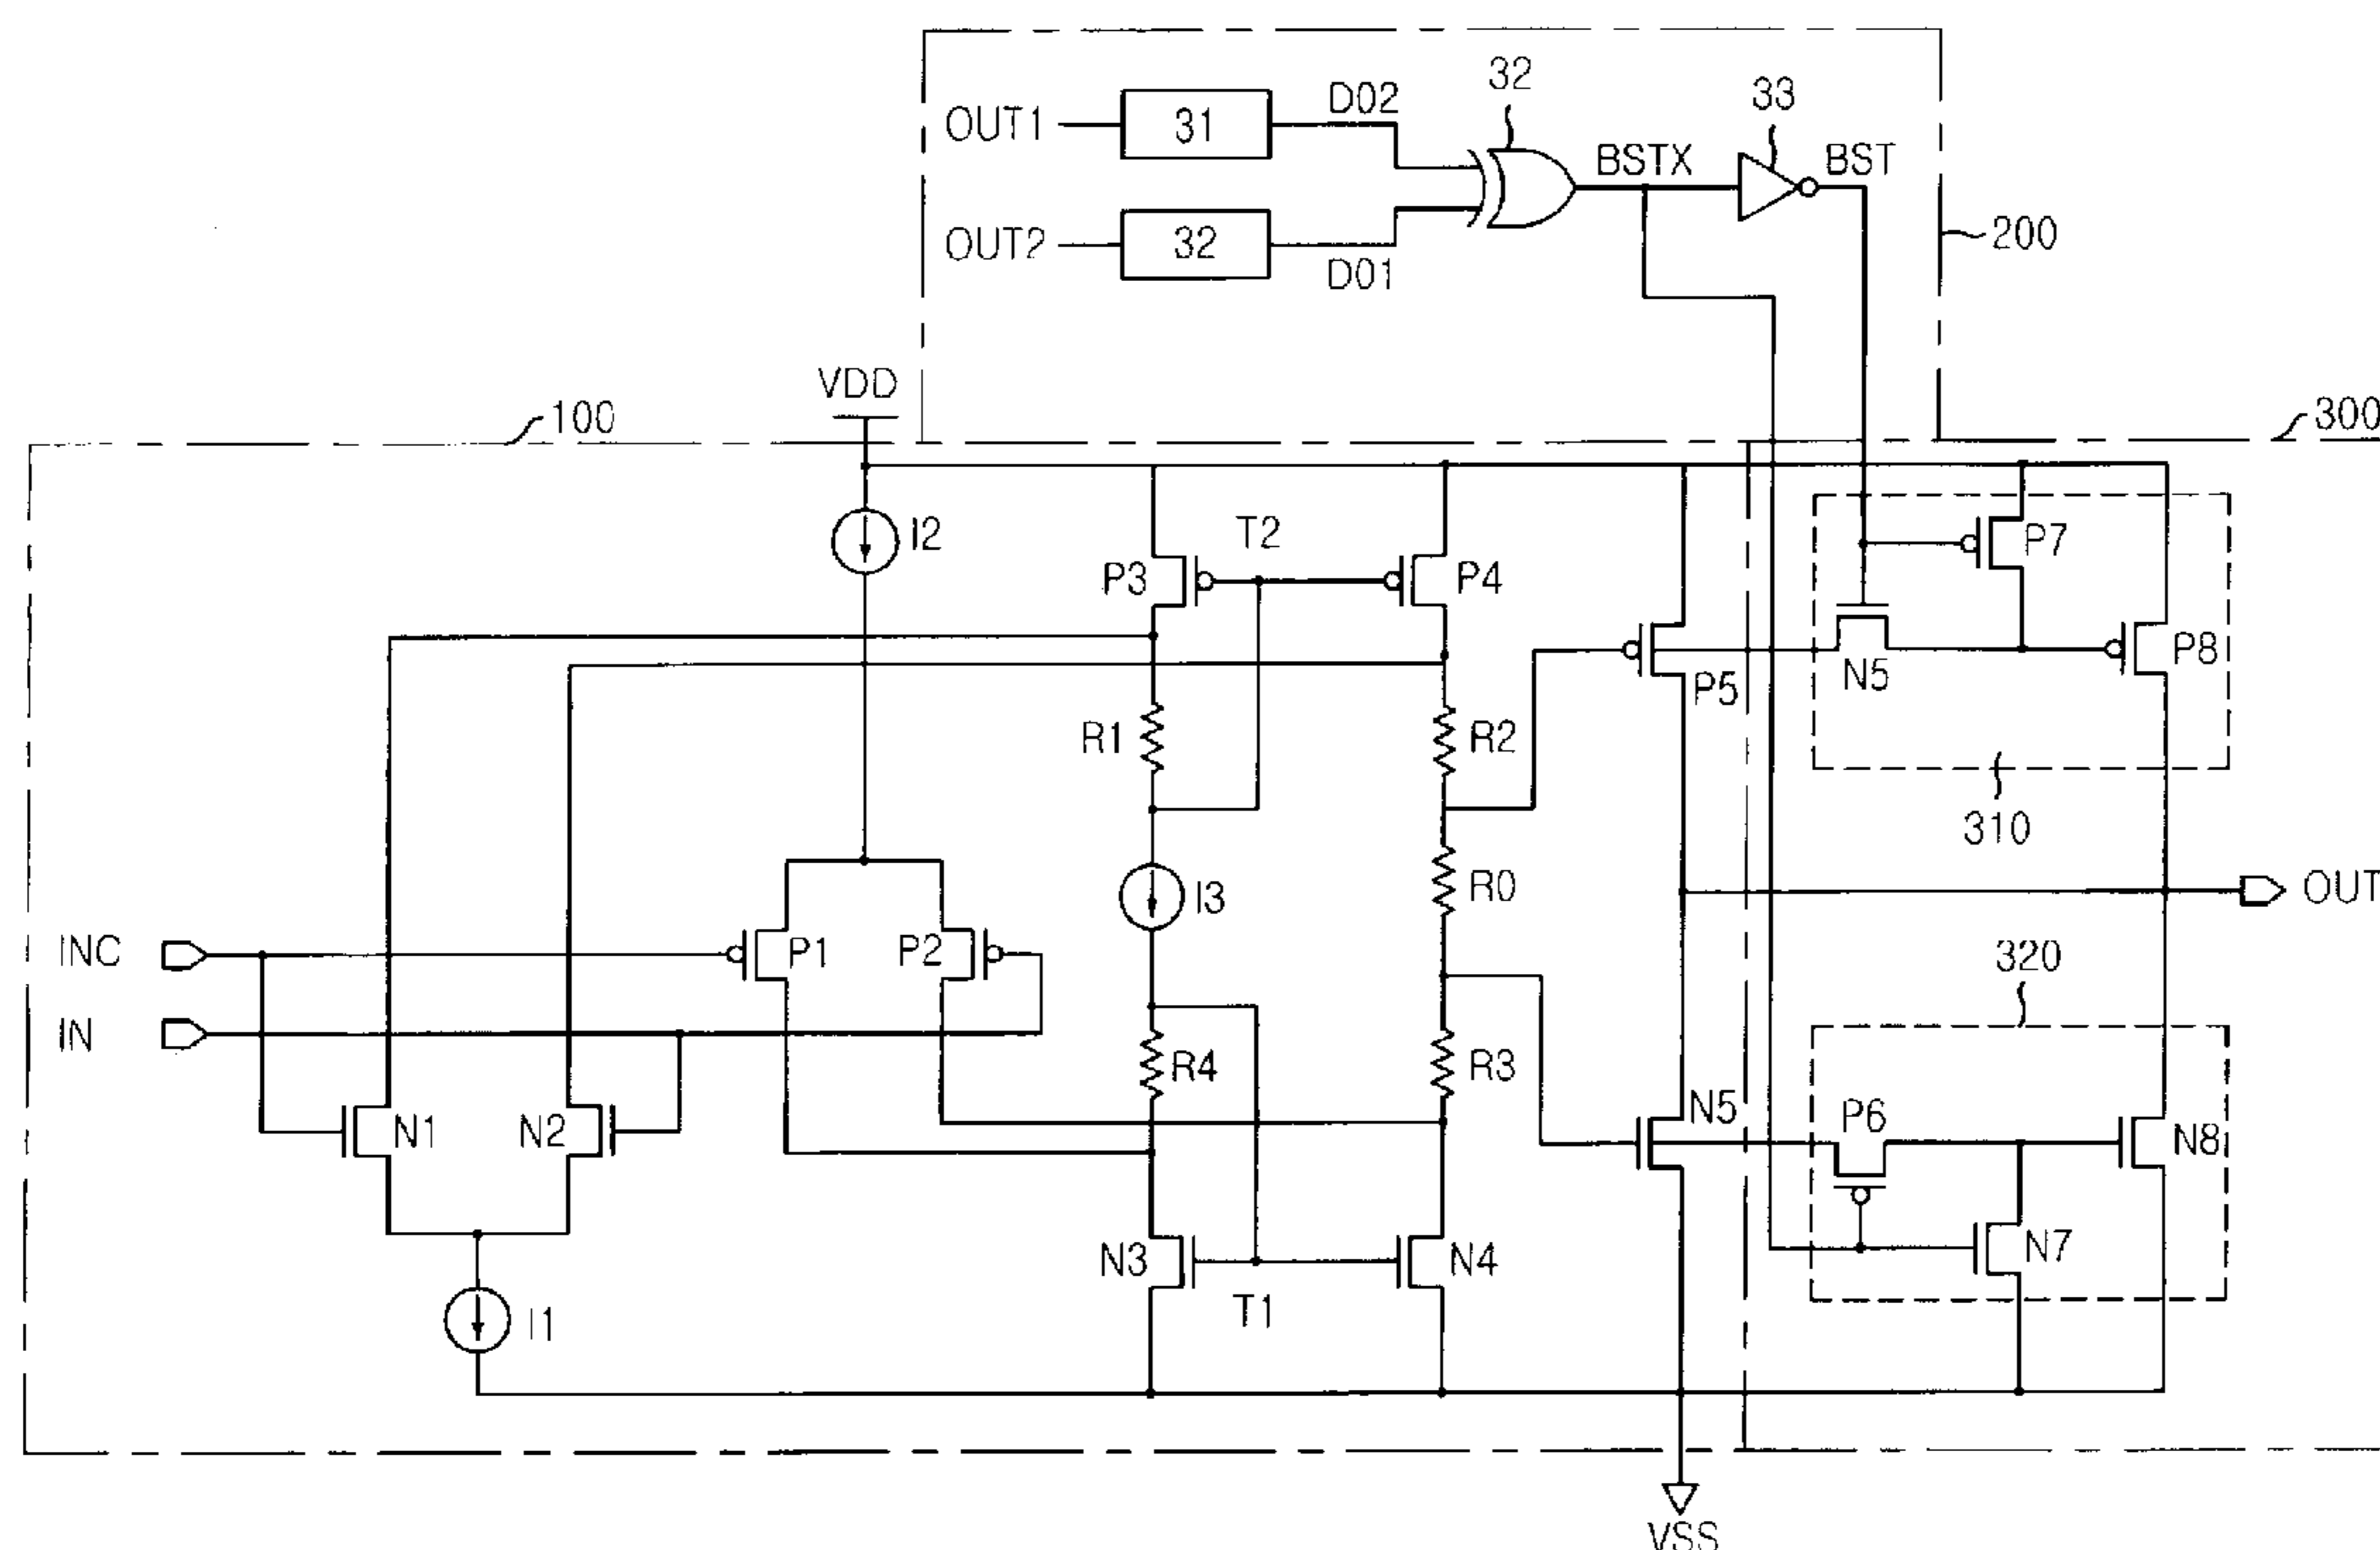 32
33
OUT1
31
D02
BSTX
BST
OUT2
32
D01
200
VDD
100
300
I2
T2
P3
P4
P7
N5
P8
P5
R1
R2
310
I3
R0
OUT
INC
P1
P2
320
IN
R4
R3
N1
N2
N5
P6
N8
N3
N4
N7
I1
T1
VSS